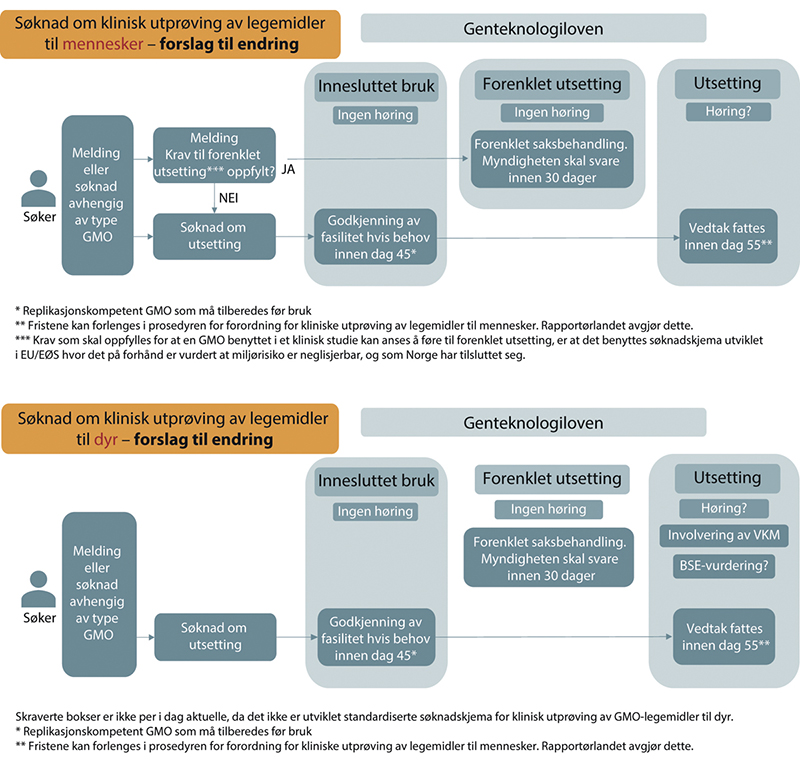 Søknad om klinisk utprøving av legemidler
til mennesker – forslag til endring
Genteknologiloven
Innesluttet bruk
Ingen høring
Forenklet utsetting
Ingen høring
Utsetting
Høring?
Søker
Melding
eller
søknad
avhengig
av type
GMO
Melding
Krav til forenklet
utsetting*** oppfylt?
JA
NEI
Forenklet saksbehandling.
Myndigheten skal svare
innen 30 dager
Søknad om
utsetting
Godkjenning av
fasilitet hvis behov
innen dag 45*
Vedtak fattes
innen dag 55**
* Replikasjonskompetent GMO som må tilberedes før bruk
** Fristene kan forlenges i prosedyren for forordning for kliniske utprøving av legemidler til mennesker. Rapportørlandet avgjør dette.
*** Krav som skal oppfylles for at en GMO benyttet i et klinisk studie kan anses å føre til forenklet utsetting, er at det benyttes søknadskjema utviklet
i EU/EØS hvor det på forhånd er vurdert at miljørisiko er neglisjerbar, og som Norge har tilsluttet seg.
Søknad om klinisk utprøving av legemidler
til dyr – forslag til endring
Genteknologiloven
Innesluttet bruk
Ingen høring
Forenklet utsetting
Ingen høring
Forenklet saksbehandling.
Myndigheten skal svare
innen 30 dager
Utsetting
Høring?
Involvering av VKM
BSE-vurdering?
Søker
Melding
eller
søknad
avhengig
av type
GMO
Søknad om
utsetting
Godkjenning av
fasilitet hvis behov
innen dag 45*
Vedtak fattes
innen dag 55**
Skraverte bokser er ikke per i dag aktuelle, da det ikke er utviklet standardiserte søknadskjema for klinisk utprøving av GMO-legemidler til dyr.
* Replikasjonskompetent GMO som må tilberedes før bruk
** Fristene kan forlenges i prosedyren for forordning for kliniske utprøving av legemidler til mennesker. Rapportørlandet avgjør dette.